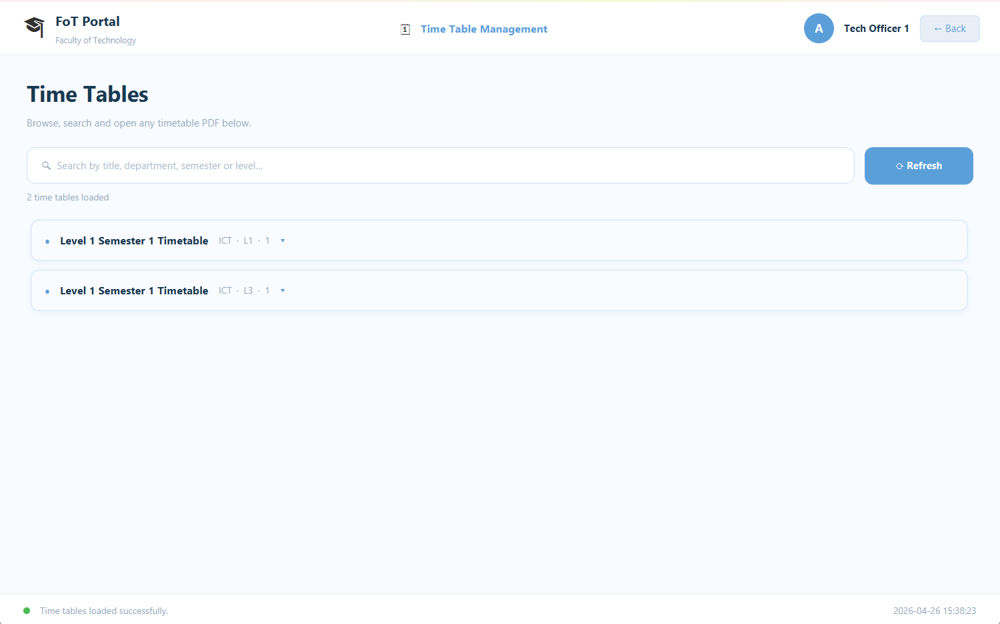 FoT Portal
Faculty of Technology
1 Time Table Management
A Tech Officer 1 ← Back
Time Tables
Browse, search and open any timetable PDF below.
Search by title, department, semester or level...
⟳ Refresh
2 time tables loaded
• Level 1 Semester 1 Timetable ICT · L1 · 1 ▾
• Level 1 Semester 1 Timetable ICT · L3 · 1 ▾
Time tables loaded successfully.
2026-04-26 15:38:23